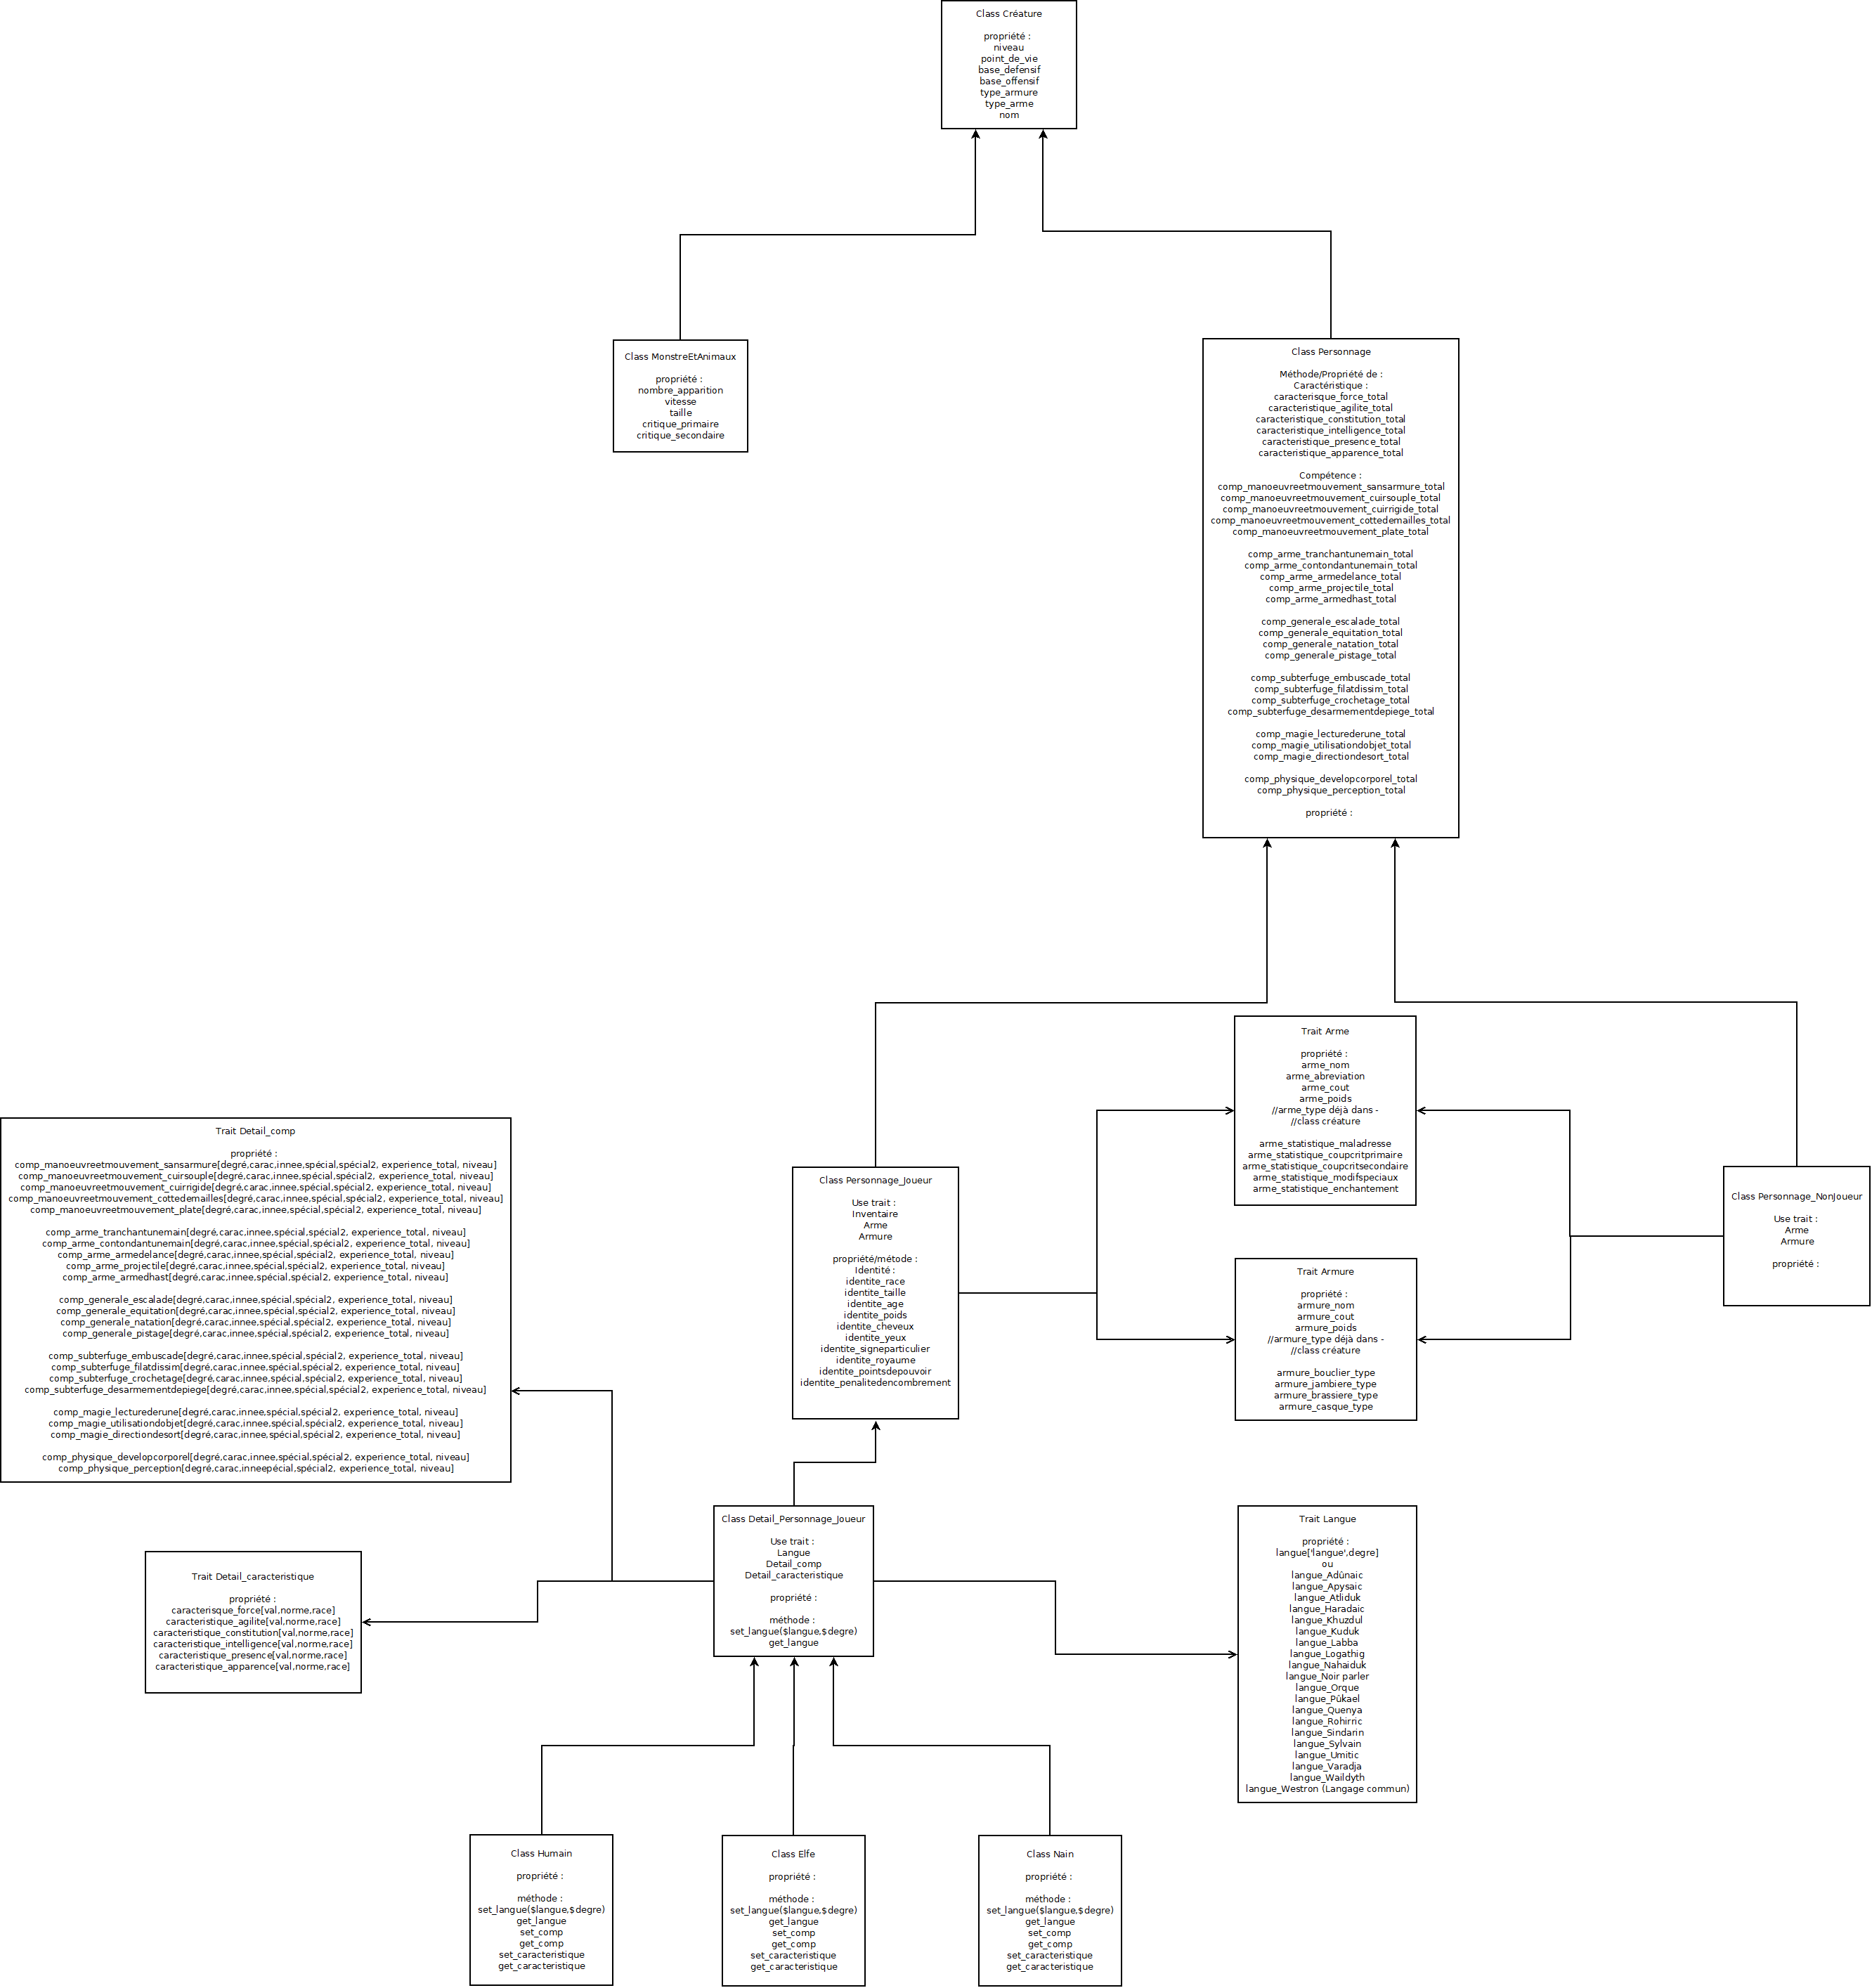 Class Créature
propriété :
niveau
point_de_vie
base_defensif
base_offensif
type_armure
type_arme
nom
Class MonstreEtAnimaux
propriété :
nombre_apparition
vitesse
taille
critique_primaire
critique_secondaire
Class Personnage
Méthode/Propriété de :
Caractéristique :
caracterisque_force_total
caracteristique_agilite_total
caracteristique_constitution_total
caracteristique_intelligence_total
caracteristique_presence_total
caracteristique_apparence_total
Compétence :
comp_manoeuvreetmouvement_sansarmure_total
comp_manoeuvreetmouvement_cuirsouple_total
comp_manoeuvreetmouvement_cuirrigide_total
comp_manoeuvreetmouvement_cottedemailles_total
comp_manoeuvreetmouvement_plate_total
comp_arme_tranchantunemain_total
comp_arme_contondantunemain_total
comp_arme_armedelance_total
comp_arme_projectile_total
comp_arme_armedhast_total
comp_generale_escalade_total
comp_generale_equitation_total
comp_generale_natation_total
comp_generale_pistage_total
comp_subterfuge_embuscade_total
comp_subterfuge_filatdissim_total
comp_subterfuge_crochetage_total
comp_subterfuge_desarmementdepiege_total
comp_magie_lecturederune_total
comp_magie_utilisationdobjet_total
comp_magie_directiondesort_total
comp_physique_developcorporel_total
comp_physique_perception_total
propriété :
Trait Arme
propriété :
arme_nom
arme_abreviation
arme_cout
arme_poids
//arme_type déjà dans -
//class créature
arme_statistique_maladresse
arme_statistique_coupcritprimaire
arme_statistique_coupcritsecondaire
arme_statistique_modifspeciaux
arme_statistique_enchantement
Trait Detail_comp
propriété :
comp_manoeuvreetmouvement_sansarmure[degré,carac,innee,spécial,spécial2, experience_total, niveau]
comp_manoeuvreetmouvement_cuirsouple[degré,carac,innee,spécial,spécial2, experience_total, niveau]
comp_manoeuvreetmouvement_cuirrigide[degré,carac,innee,spécial,spécial2, experience_total, niveau]
comp_manoeuvreetmouvement_cottedemailles[degré,carac,innee,spécial,spécial2, experience_total, niveau]
comp_manoeuvreetmouvement_plate[degré,carac,innee,spécial,spécial2, experience_total, niveau]
comp_arme_tranchantunemain[degré,carac,innee,spécial,spécial2, experience_total, niveau]
comp_arme_contondantunemain[degré,carac,innee,spécial,spécial2, experience_total, niveau]
comp_arme_armedelance[degré,carac,innee,spécial,spécial2, experience_total, niveau]
comp_arme_projectile[degré,carac,innee,spécial,spécial2, experience_total, niveau]
comp_arme_armedhast[degré,carac,innee,spécial,spécial2, experience_total, niveau]
comp_generale_escalade[degré,carac,innee,spécial,spécial2, experience_total, niveau]
comp_generale_equitation[degré,carac,innee,spécial,spécial2, experience_total, niveau]
comp_generale_natation[degré,carac,innee,spécial,spécial2, experience_total, niveau]
comp_generale_pistage[degré,carac,innee,spécial,spécial2, experience_total, niveau]
comp_subterfuge_embuscade[degré,carac,innee,spécial,spécial2, experience_total, niveau]
comp_subterfuge_filatdissim[degré,carac,innee,spécial,spécial2, experience_total, niveau]
comp_subterfuge_crochetage[degré,carac,innee,spécial,spécial2, experience_total, niveau]
comp_subterfuge_desarmementdepiege[degré,carac,innee,spécial,spécial2, experience_total, niveau]
comp_magie_lecturederune[degré,carac,innee,spécial,spécial2, experience_total, niveau]
comp_magie_utilisationdobjet[degré,carac,innee,spécial,spécial2, experience_total, niveau]
comp_magie_directiondesort[degré,carac,innee,spécial,spécial2, experience_total, niveau]
comp_physique_developcorporel[degré,carac,innee,spécial,spécial2, experience_total, niveau]
comp_physique_perception[degré,carac,inneepécial,spécial2, experience_total, niveau]
Class Personnage_Joueur
Use trait :
Inventaire
Arme
Armure
propriété/métode :
Identité :
identite_race
identite_taille
identite_age
identite_poids
identite_cheveux
identite_yeux
identite_signeparticulier
identite_royaume
identite_pointsdepouvoir
identite_penalitedencombrement
Class Personnage_NonJoueur
Use trait :
Arme
Armure
propriété :
Trait Armure
propriété :
armure_nom
armure_cout
armure_poids
//armure_type déjà dans -
//class créature
armure_bouclier_type
armure_jambiere_type
armure_brassiere_type
armure_casque_type
Class Detail_Personnage_Joueur
Use trait :
Langue
Detail_comp
Detail_caracteristique
propriété :
méthode :
set_langue($langue,$degre)
get_langue
Trait Detail_caracteristique
propriété :
caracterisque_force[val,norme,race]
caracteristique_agilite[val,norme,race]
caracteristique_constitution[val,norme,race]
caracteristique_intelligence[val,norme,race]
caracteristique_presence[val,norme,race]
caracteristique_apparence[val,norme,race]
Trait Langue
propriété :
langue['langue',degre]
ou
langue_Adûnaic
langue_Apysaic
langue_Atliduk
langue_Haradaic
langue_Khuzdul
langue_Kuduk
langue_Labba
langue_Logathig
langue_Nahaiduk
langue_Noir parler
langue_Orque
langue_Pûkael
langue_Quenya
langue_Rohirric
langue_Sindarin
langue_Sylvain
langue_Umitic
langue_Varadja
langue_Waildyth
langue_Westron (Langage commun)
Class Humain
propriété :
méthode :
set_langue($langue,$degre)
get_langue
set_comp
get_comp
set_caracteristique
get_caracteristique
Class Elfe
propriété :
méthode :
set_langue($langue,$degre)
get_langue
set_comp
get_comp
set_caracteristique
get_caracteristique
Class Nain
propriété :
méthode :
set_langue($langue,$degre)
get_langue
set_comp
get_comp
set_caracteristique
get_caracteristique